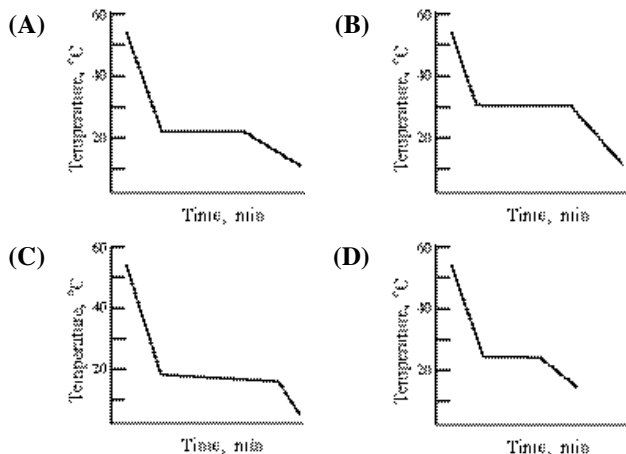 (A)
60
40
20
Temperature, °C
Time, min
(B)
60
40
20
Temperature, °C
Time, min
(C)
60
40
20
Temperature, °C
Time, min
(D)
60
40
20
Temperature, °C
Time, min